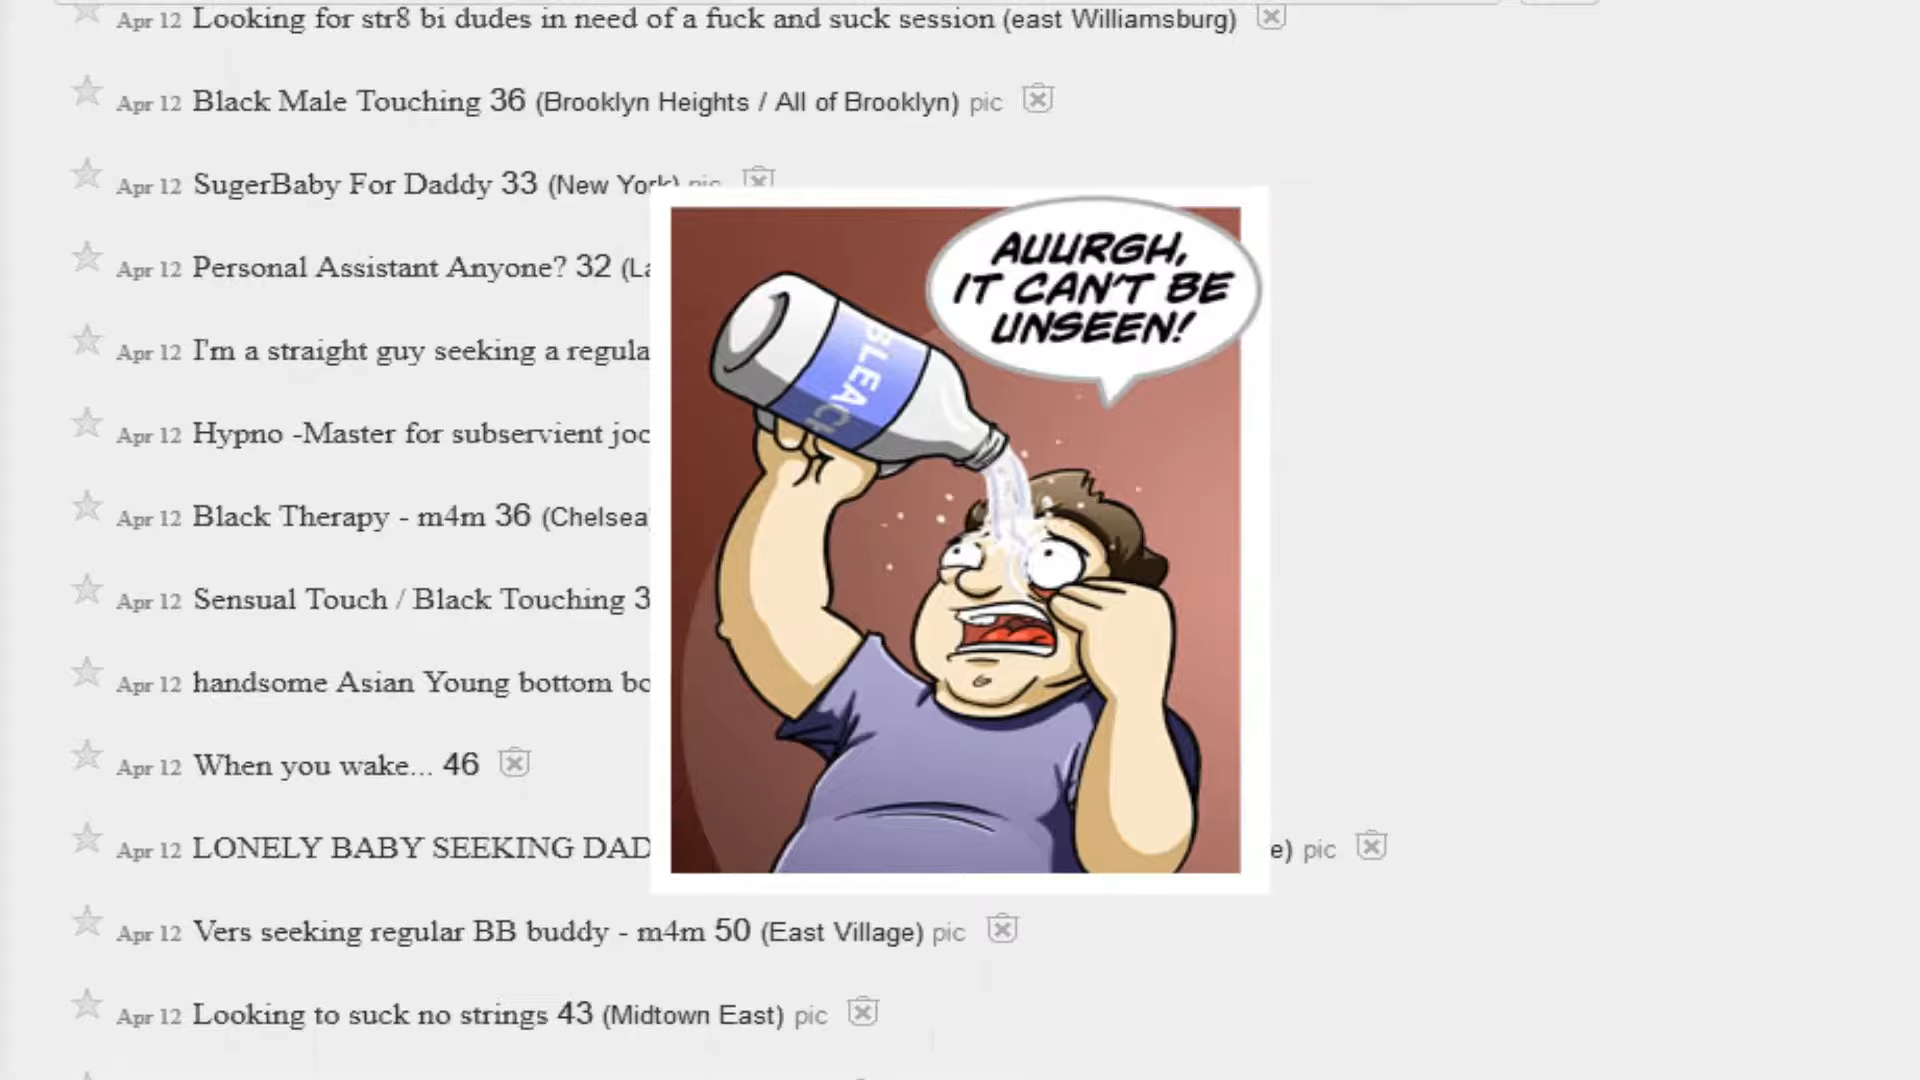 Apr 12 Looking for str8 bi dudes in need of a fuck and suck session (east Williamsburg)
Apr 12 Black Male Touching 36 (Brooklyn Heights / All of Brooklyn) pic
Apr 12 SugerBaby For Daddy 33 (New York) pic
AUURGH,
IT CAN'T BE
UNSEEN!
Apr 12 Personal Assistant Anyone? 32
BLEACH
Apr 12 I'm a straight guy seeking a
Apr 12 Hypno -Master for subservient
Apr 12 Black Therapy - m4m 36 (Chelsea
Apr 12 Sensual Touch / Black Touching
Apr 12 handsome Asian Young bottom
Apr 12 When you wake... 46
Apr 12 LONELY BABY SEEKING pic
Apr 12 Vers seeking regular BB buddy - m4m 50 (East Village) pic
Apr 12 Looking to suck no strings 43 (Midtown East) pic